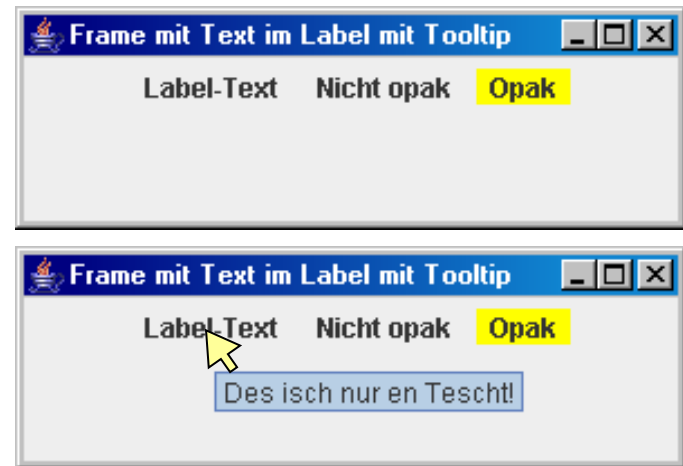 Frame mit Text im Label mit Tooltip
Label-Text Nicht opak Opak
Frame mit Text im Label mit Tooltip
Label-Text Nicht opak Opak
Des isch nur en Tescht!